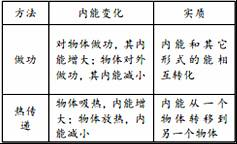 方法 内能变化 实质
做功
对物体做功，其内
能增大；物体对外
做功，其内能减小
内能和其它
形式的能相
互转化
热传
递
物体吸热，内能增
大；物体放热，内
能减小
内能从一个
物体转移到
另一个物体